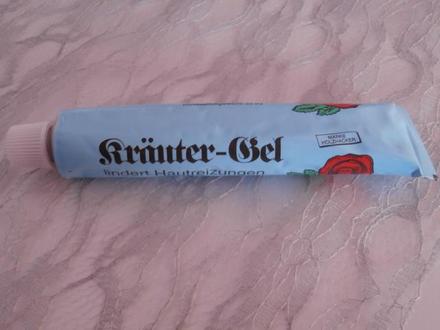 Kräuter-Gel
lindert Hautreizungen
MARKE
HOLZHACKER